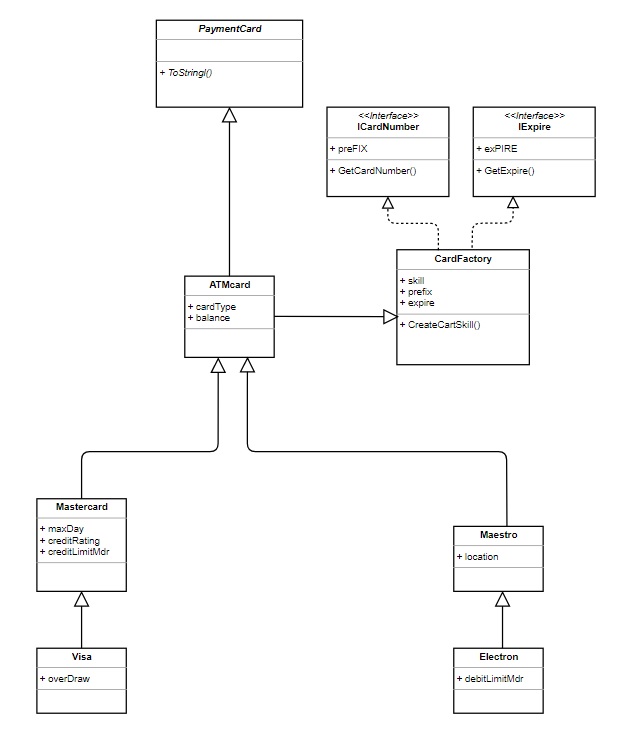 PaymentCard
+ ToStringl()
<<Interface>>
ICardNumber
+ preFIX
+ GetCardNumber()
<<Interface>>
IExpire
+ exPIRE
+ GetExpire()
CardFactory
+ skill
+ prefix
+ expire
+ CreateCartSkill()
ATMcard
+ cardType
+ balance
Mastercard
+ maxDay
+ creditRating
+ creditLimitMdr
Maestro
+ location
Visa
+ overDraw
Electron
+ debitLimitMdr